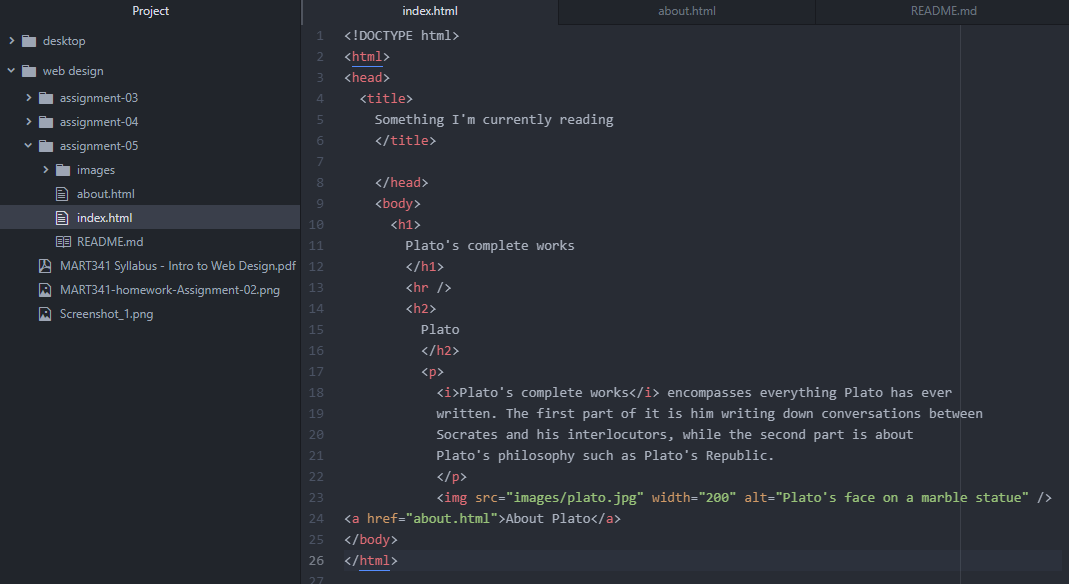 Project
index.html
about.html
README.md
desktop
web design
assignment-03
assignment-04
assignment-05
images
about.html
index.html
README.md
MART341 Syllabus - Intro to Web Design.pdf
MART341-homework-Assignment-02.png
Screenshot_1.png
1 <!DOCTYPE html>
2 <html>
3 <head>
4 <title>
5 Something I'm currently reading
6 </title>
7
8 </head>
9 <body>
10 <h1>
11 Plato's complete works
12 </h1>
13 <hr />
14 <h2>
15 Plato
16 </h2>
17 <p>
18 <i>Plato's complete works</i> encompasses everything Plato has ever
19 written. The first part of it is him writing down conversations between
20 Socrates and his interlocutors, while the second part is about
21 Plato's philosophy such as Plato's Republic.
22 </p>
23 <img src="images/plato.jpg" width="200" alt="Plato's face on a marble statue" />
24 <a href="about.html">About Plato</a>
25 </body>
26 </html>
27